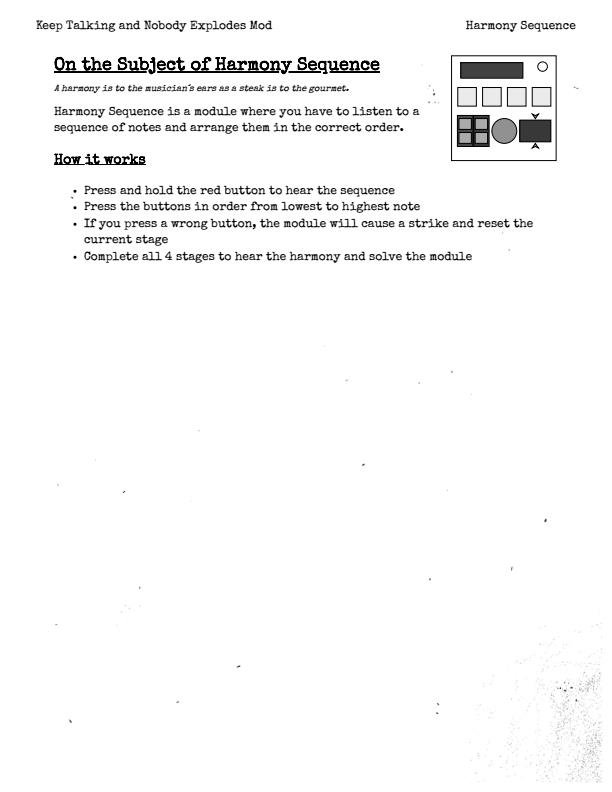 Keep Talking and Nobody Explodes Mod
Harmony Sequence
On the Subject of Harmony Sequence
A harmony is to the musician's ears as a steak is to the gourmet.
Harmony Sequence is a module where you have to listen to a
sequence of notes and arrange them in the correct order.
How it works
• Press and hold the red button to hear the sequence
• Press the buttons in order from lowest to highest note
• If you press a wrong button, the module will cause a strike and reset the
current stage
• Complete all 4 stages to hear the harmony and solve the module